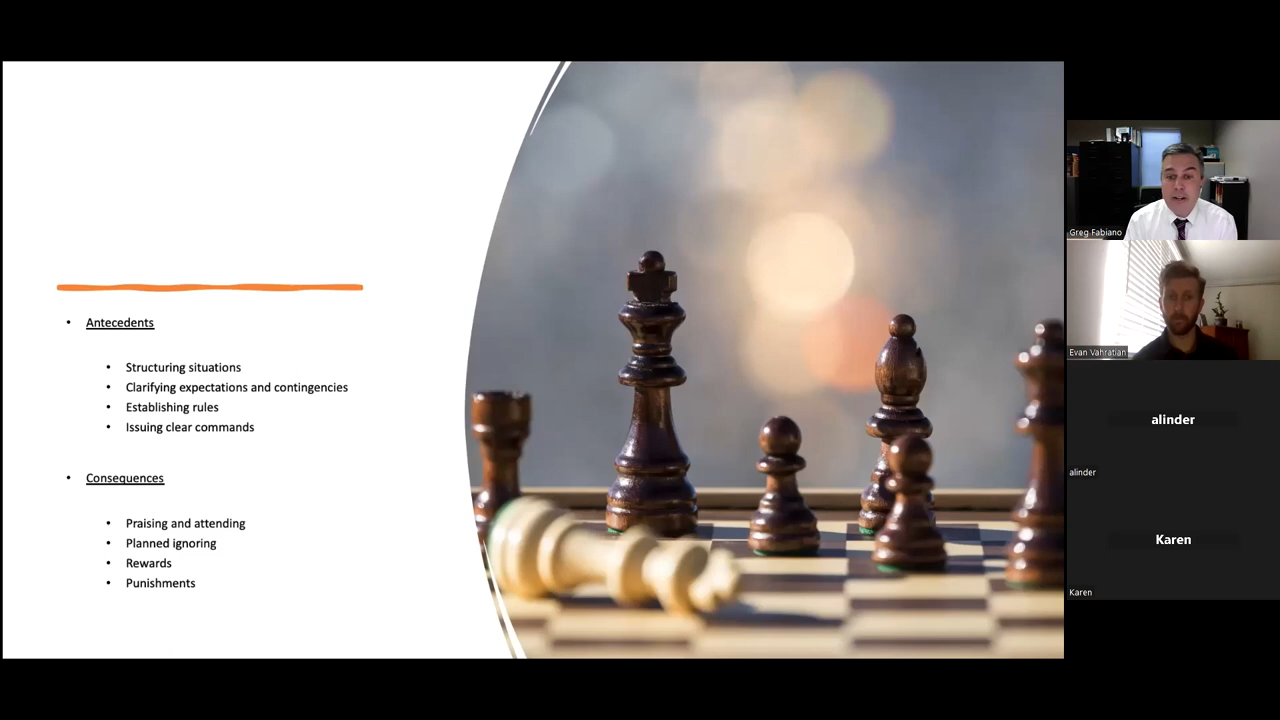 Antecedents
Structuring situations
Clarifying expectations and contingencies
Establishing rules
Issuing clear commands
Consequences
Praising and attending
Planned ignoring
Rewards
Punishments
Greg Fabiano
Evan Vahratian
alinder
alinder
Karen
Karen